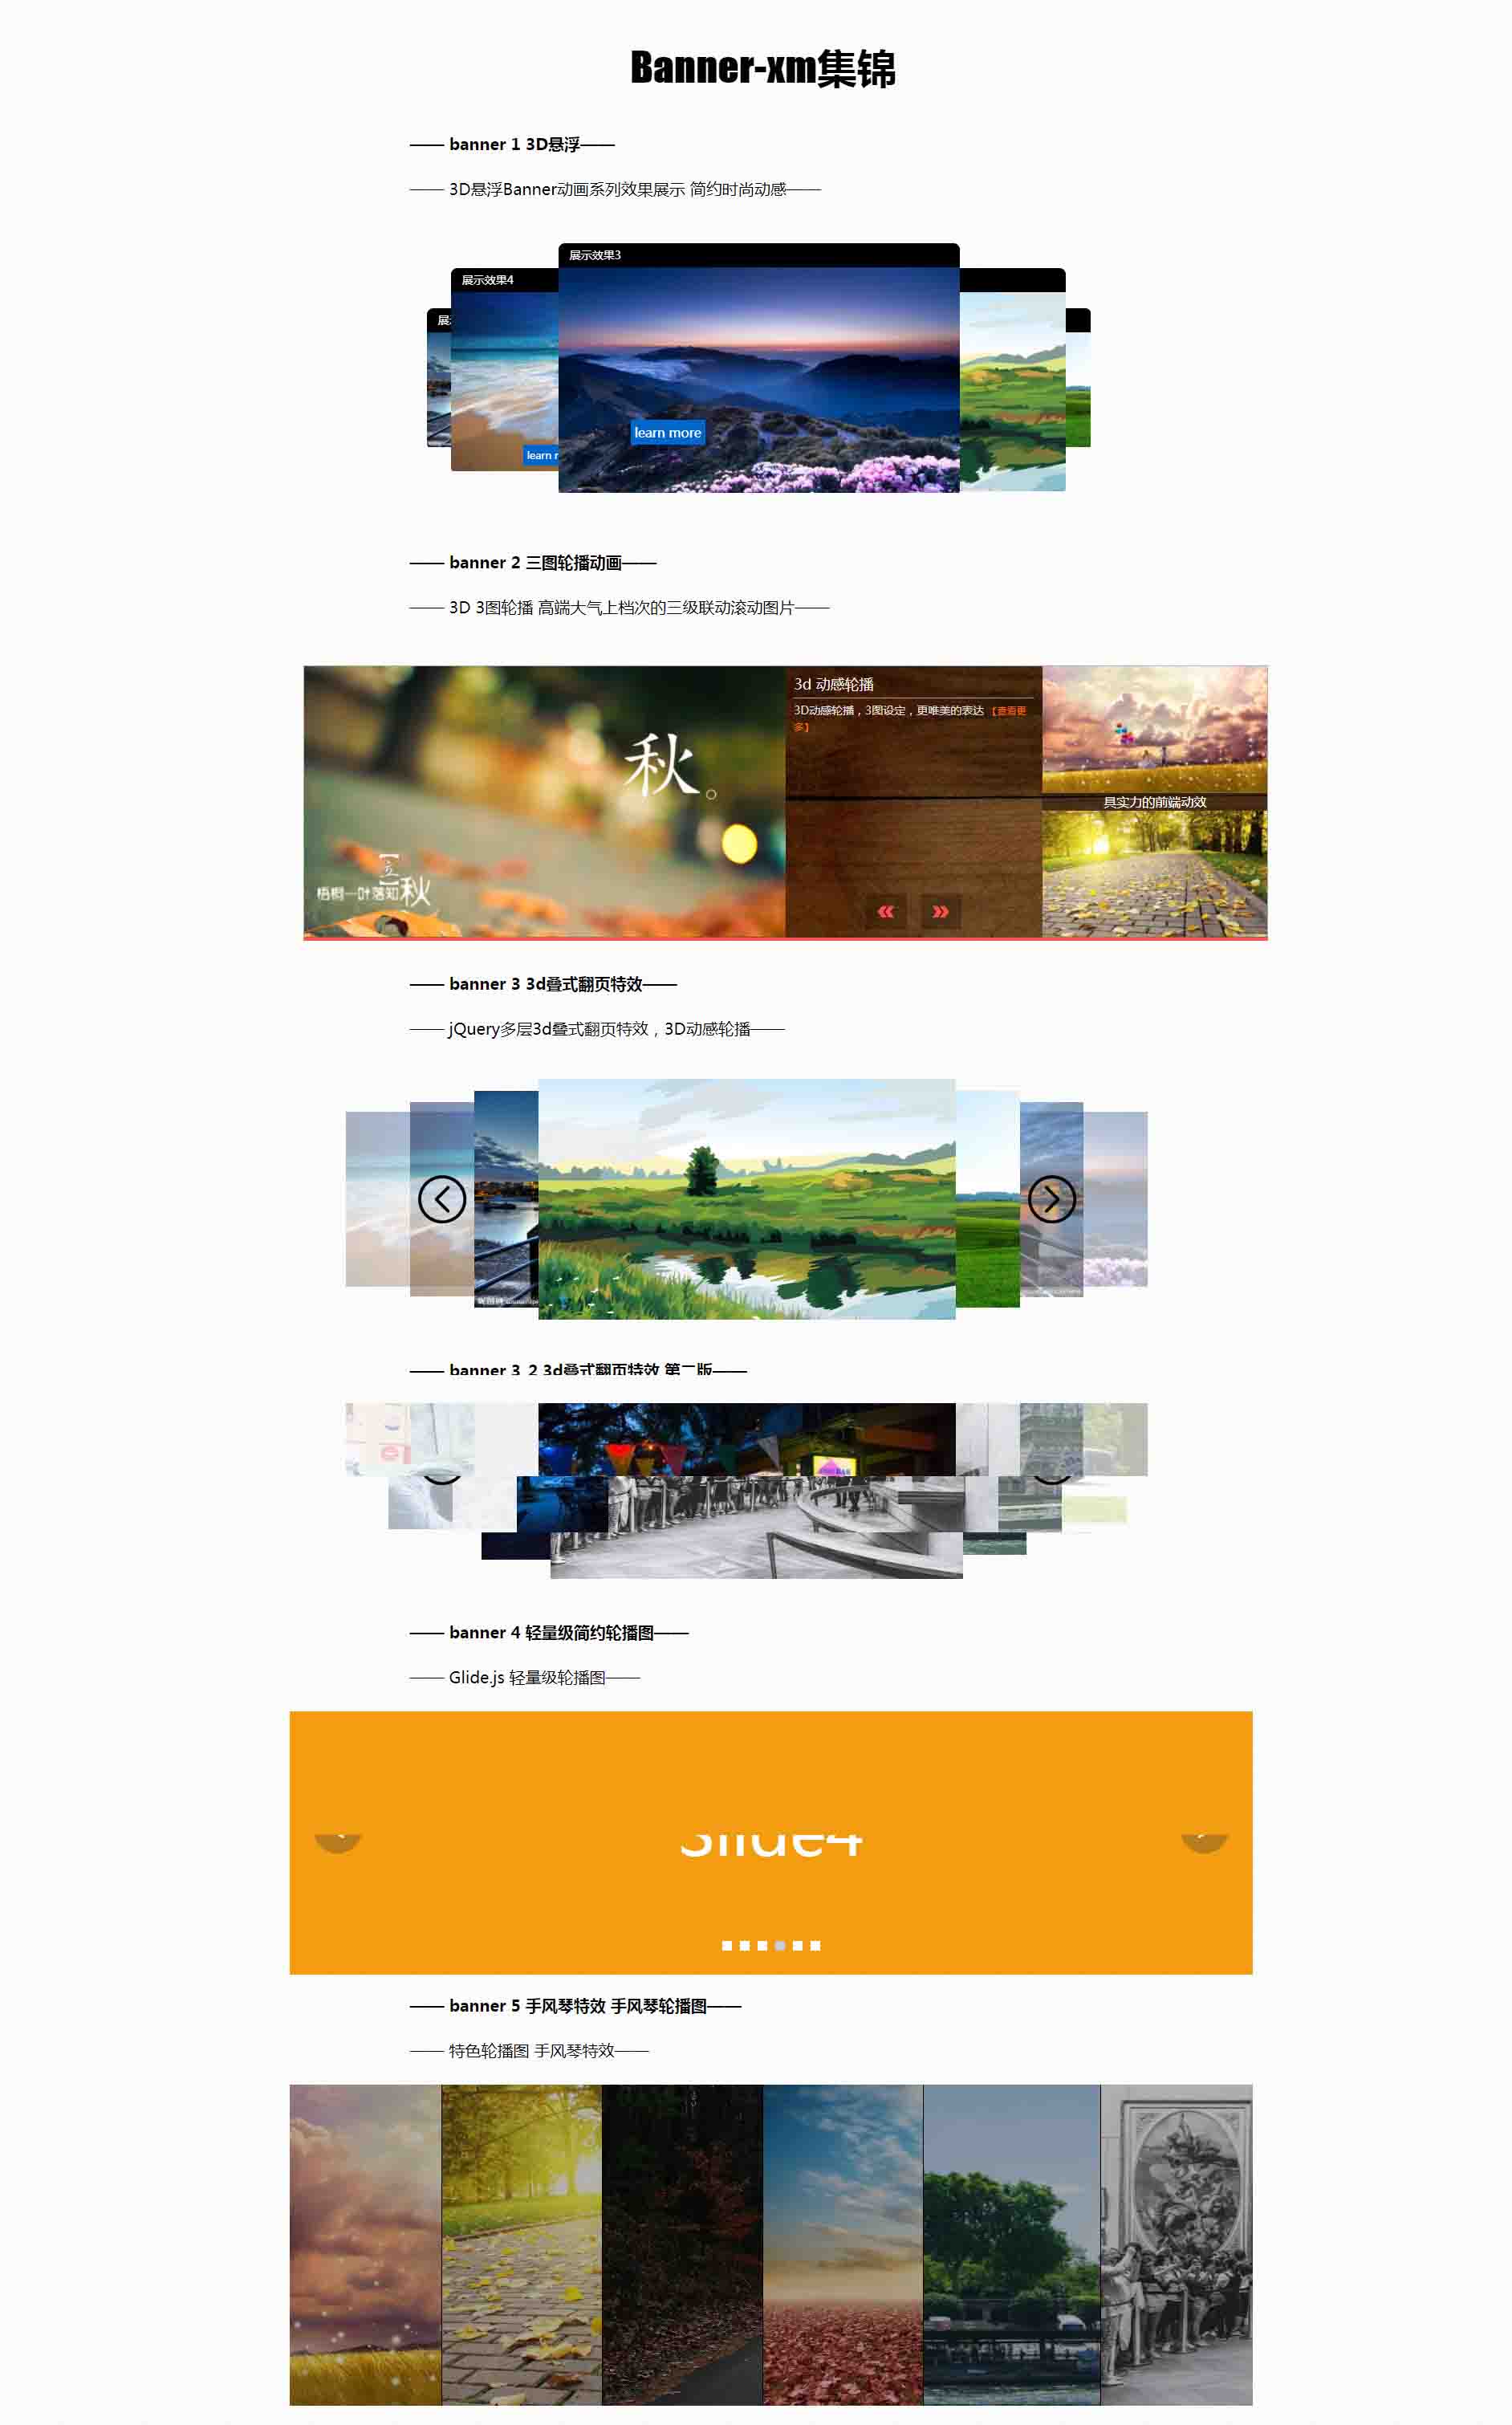 Banner-xm集锦
—— banner 1 3D悬浮——
—— 3D悬浮Banner动画系列效果展示 简约时尚动感——
展示效果3
展示效果4
展
learn more
learn
—— banner 2 三图轮播动画——
—— 3D 3图轮播 高端大气上档次的三级联动滚动图片——
3d 动感轮播
3D动感轮播，3图设定，更唯美的表达 【查看更
多】
秋。
具实力的前端动效
【立】秋
梧桐一叶落知
—— banner 3 3d叠式翻页特效——
—— jQuery多层3d叠式翻页特效，3D动感轮播——
—— banner 3_2 3d叠式翻页特效 第二版——
—— banner 4 轻量级简约轮播图——
—— Glide.js 轻量级轮播图——
slide4
—— banner 5 手风琴特效 手风琴轮播图——
—— 特色轮播图 手风琴特效——